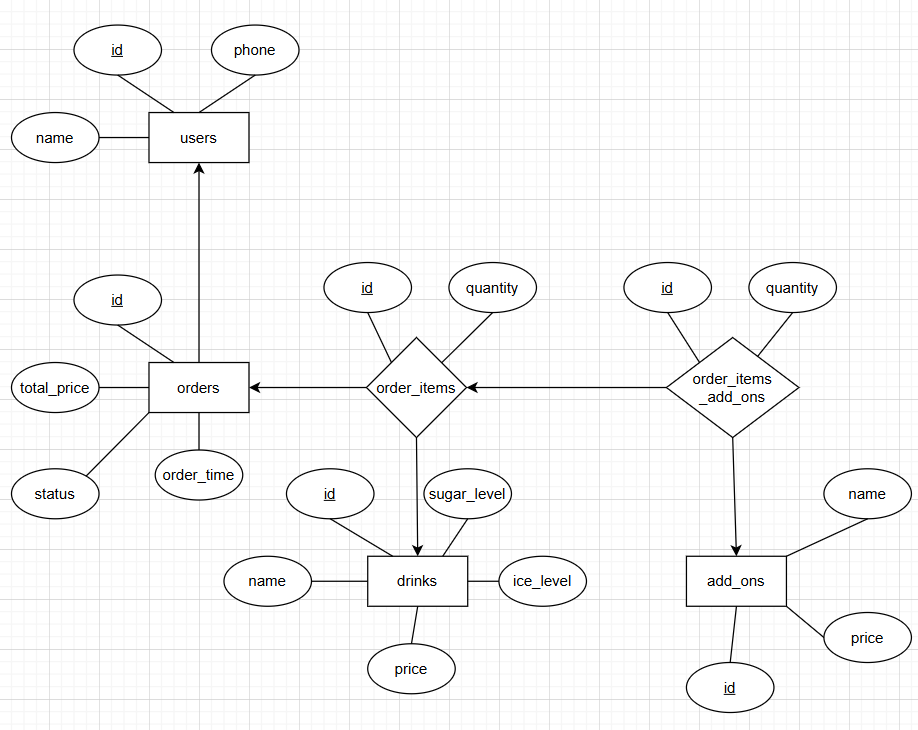 id
phone
name
users
id
total_price
orders
status
order_time
id
quantity
order_items
id
quantity
order_items
_add_ons
id
sugar_level
name
drinks
ice_level
price
name
add_ons
price
id